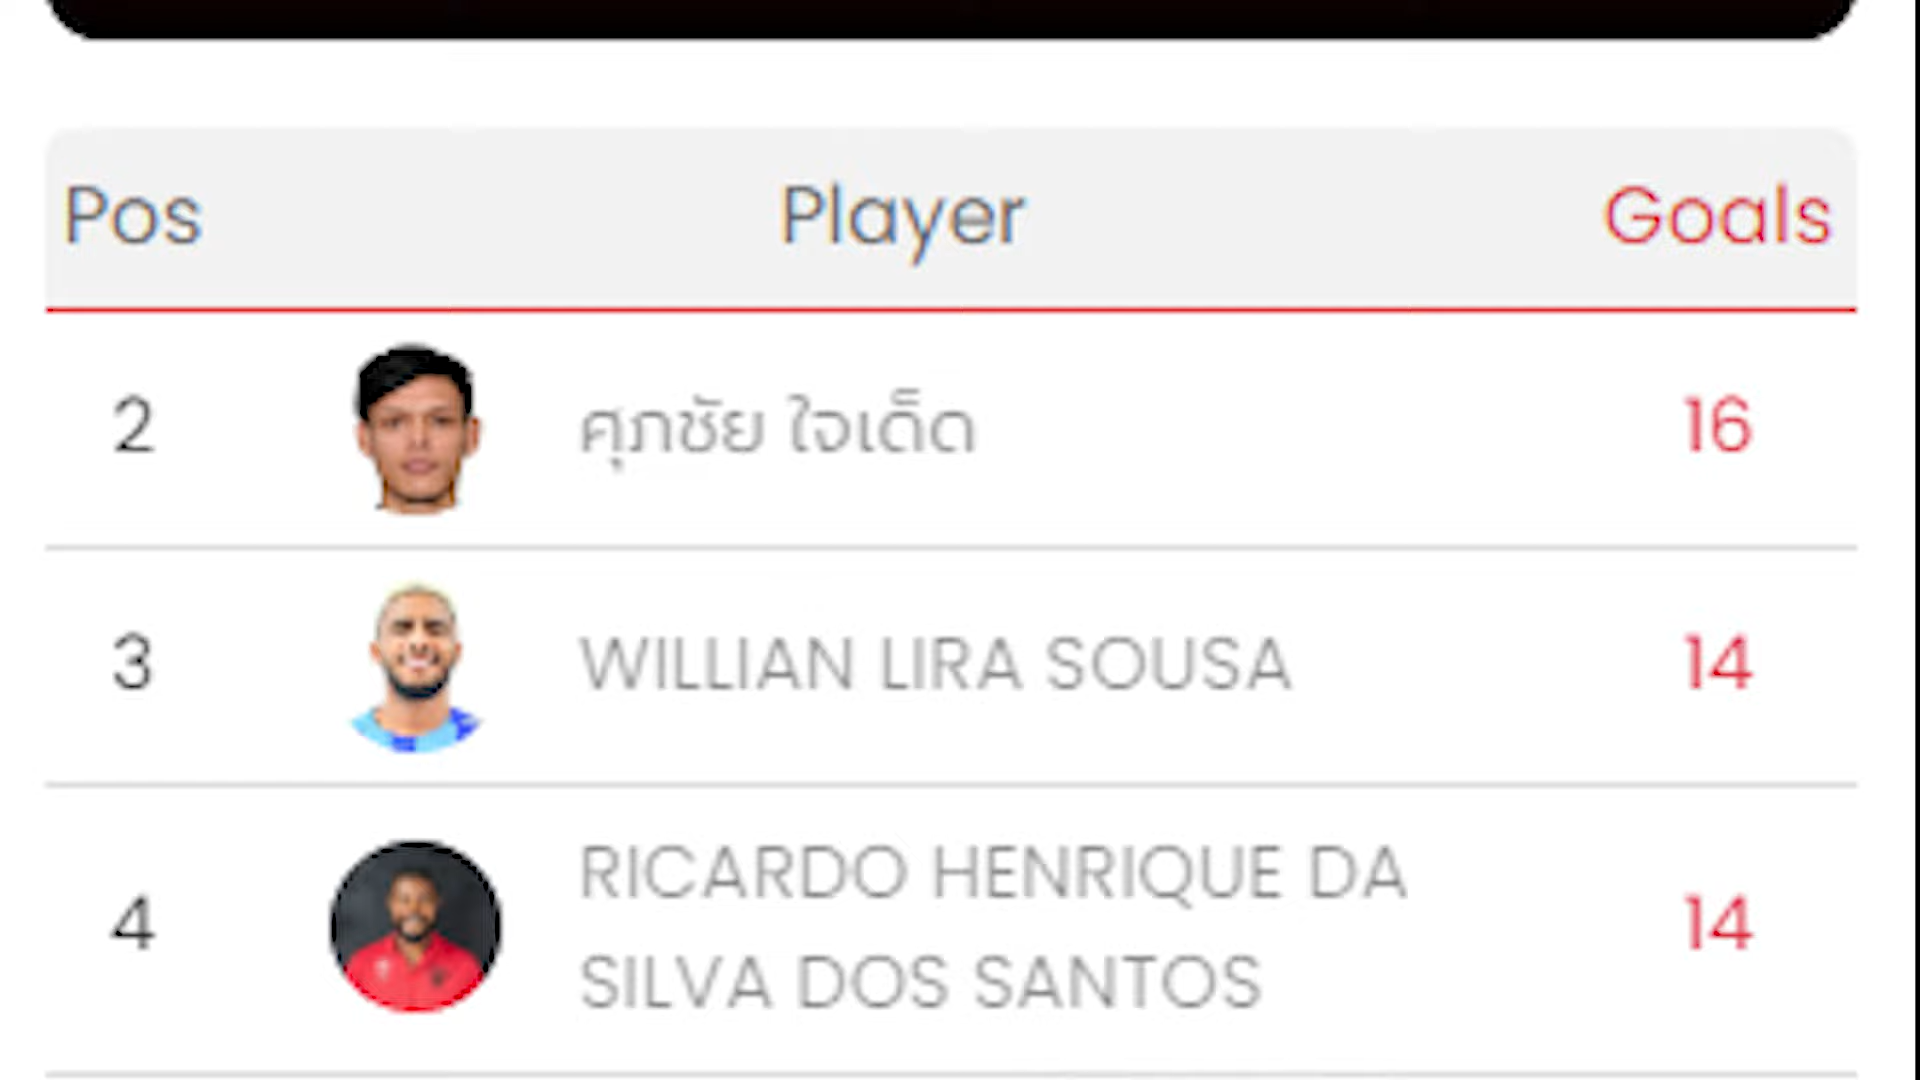 Pos Player Goals
2 ศุภชัย ใจเด็ด 16
3 WILLIAN LIRA SOUSA 14
4 RICARDO HENRIQUE DA SILVA DOS SANTOS 14